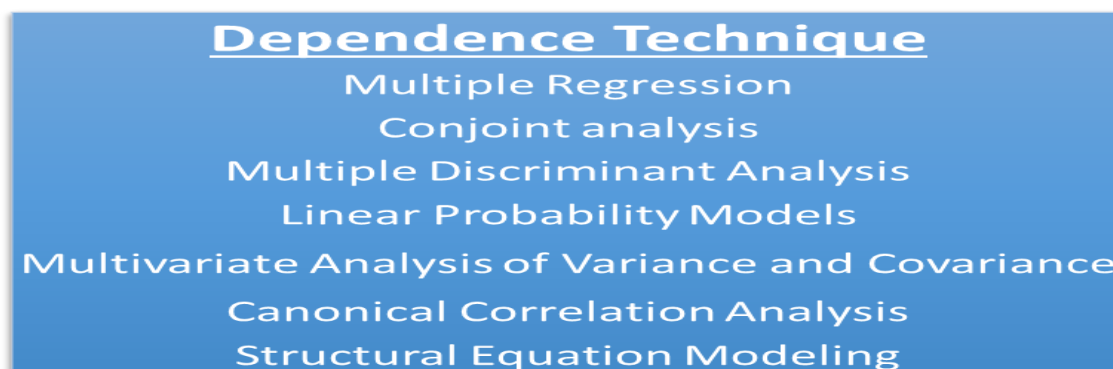 Dependence Technique
Multiple Regression
Conjoint analysis
Multiple Discriminant Analysis
Linear Probability Models
Multivariate Analysis of Variance and Covariance
Canonical Correlation Analysis
Structural Equation Modeling